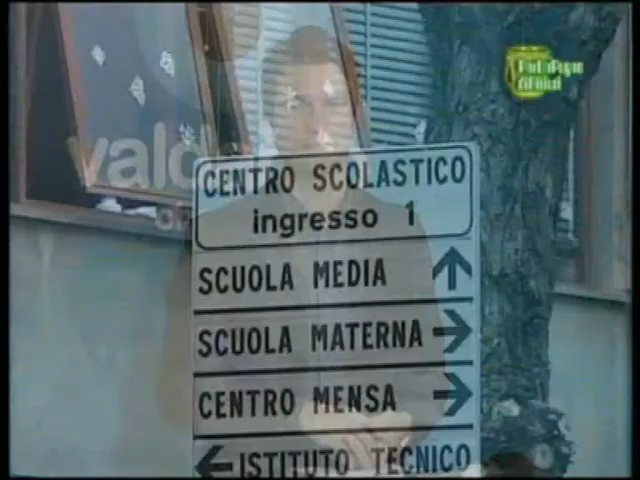 CENTRO SCOLASTICO
ingresso 1
SCUOLA MEDIA
SCUOLA MATERNA
CENTRO MENSA
ISTITUTO TECNICO